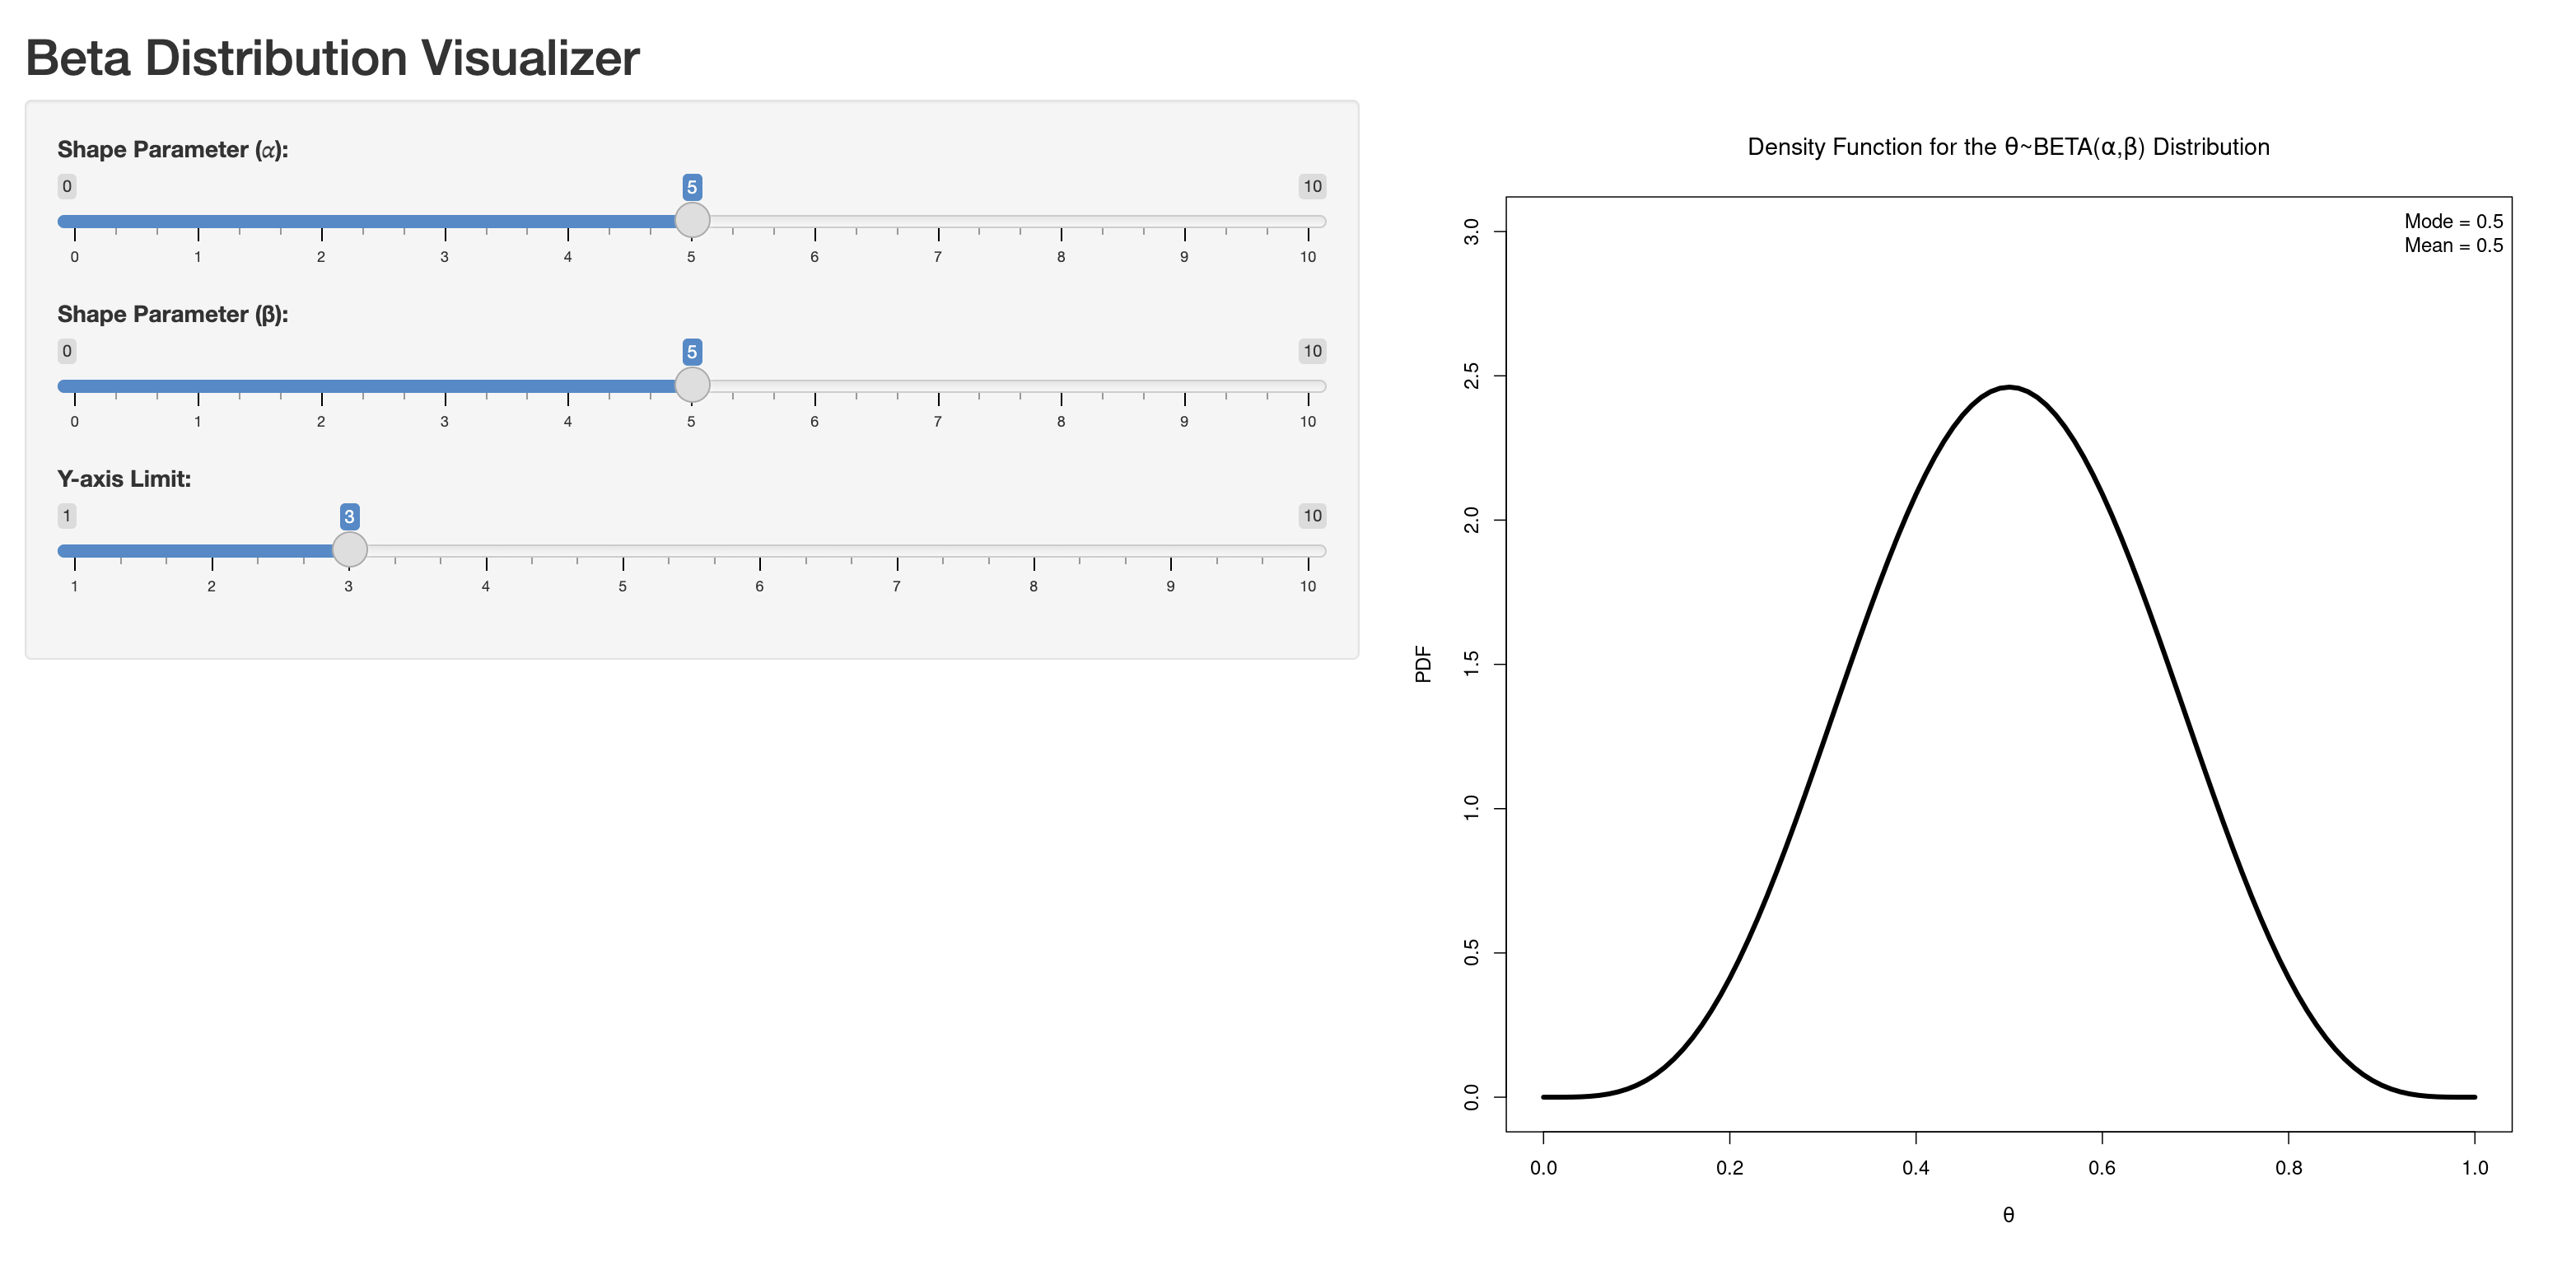 Beta Distribution Visualizer
Shape Parameter (α):
0 5 10
0 1 2 3 4 5 6 7 8 9 10
Shape Parameter (β):
0 5 10
0 1 2 3 4 5 6 7 8 9 10
Y-axis Limit:
1 3 10
1 2 3 4 5 6 7 8 9 10
Density Function for the θ~BETA(α,β) Distribution
Mode = 0.5
Mean = 0.5
3.0
2.5
2.0
1.5
1.0
0.5
0.0
PDF
0.0 0.2 0.4 0.6 0.8 1.0
θ